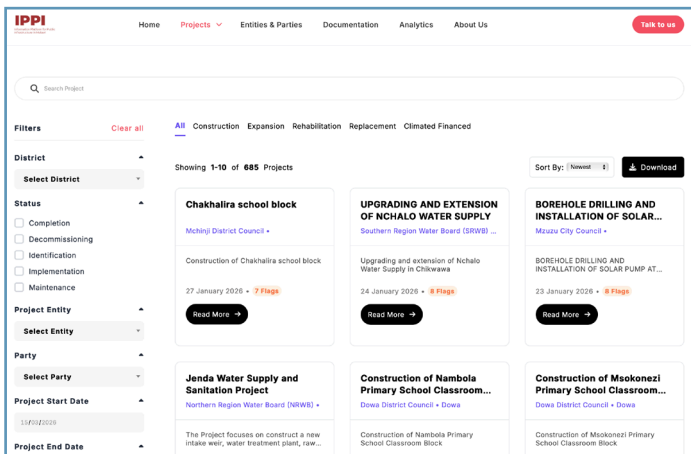 IPPI
Home
Projects
Entities & Parties
Documentation
Analytics
About Us
Talk to us
Search Project
Filters
Clear all
All
Construction
Expansion
Rehabilitation
Replacement
Climated Financed
Showing 1-10 of 685 Projects
Sort By:
Newest
Download
District
Select District
Status
Completion
Decommissioning
Identification
Implementation
Maintenance
Project Entity
Select Entity
Party
Select Party
Project Start Date
Project End Date
Chakhalira school block
Mchinji District Council •
Construction of Chakhalira school block
27 January 2026 • 7 Flags
Read More →
UPGRADING AND EXTENSION
OF NCHALO WATER SUPPLY
Southern Region Water Board (SRWB) ...
Upgrading and extension of Nchalo
Water Supply in Chikwawa
24 January 2026 • 8 Flags
Read More →
BOREHOLE DRILLING AND
INSTALLATION OF SOLAR...
Mzuzu City Council •
BOREHOLE DRILLING AND
INSTALLATION OF SOLAR PUMP AT...
23 January 2026 • 8 Flags
Read More →
Jenda Water Supply and
Sanitation Project
Northern Region Water Board (NRWB) •
The Project focuses on construct a new
intake weir, water treatment plant, raw...
Construction of Nambola
Primary School Classroom...
Dowa District Council • Dowa
Construction of Nambola Primary
School Classroom Block
Construction of Msokonezi
Primary School Classroom...
Dowa District Council • Dowa
Construction of Msokonezi Primary
School Classroom Block